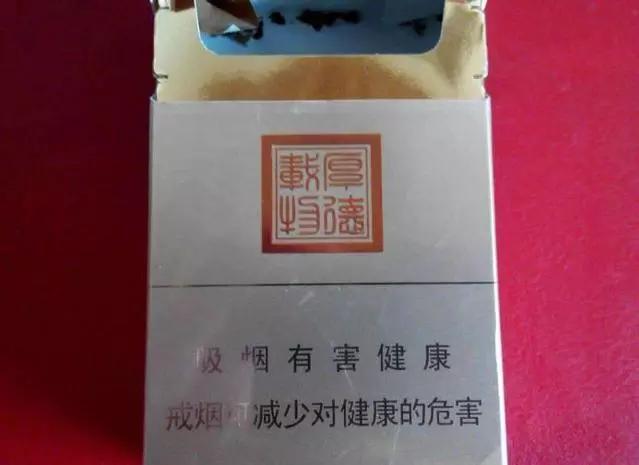 厚德
載物
吸烟有害健康
戒烟可减少对健康的危害